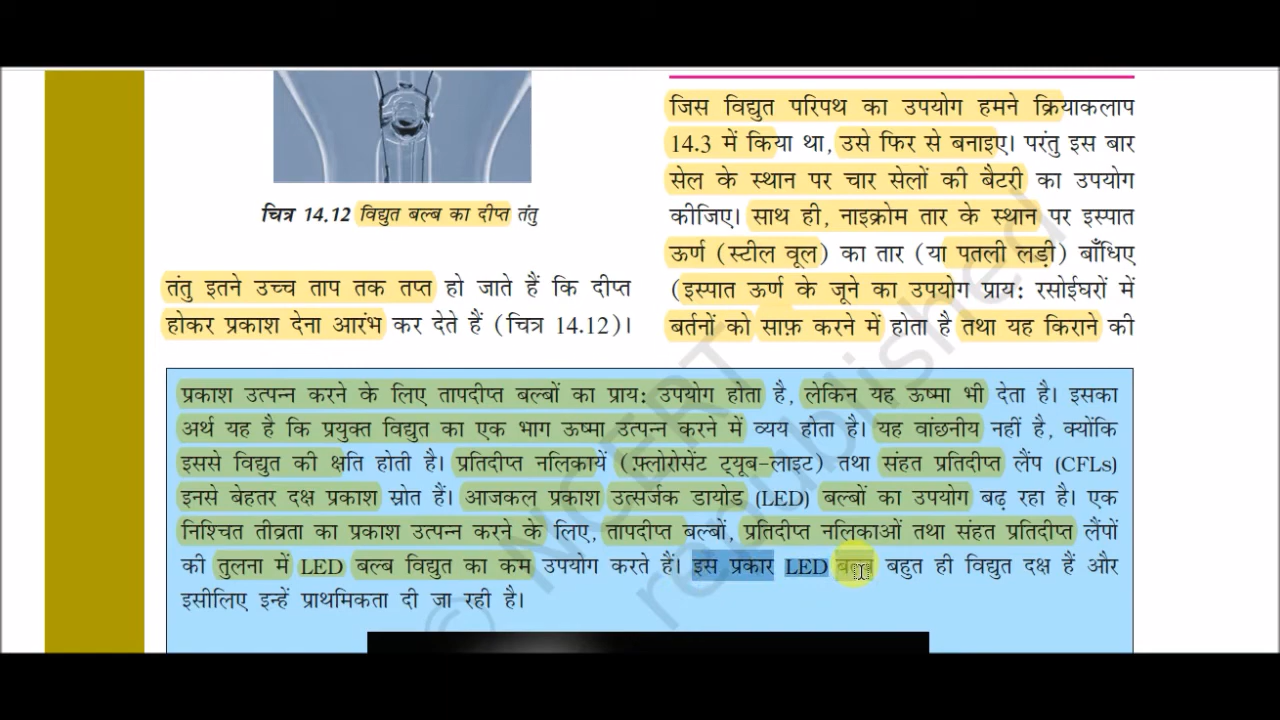 चित्र 14.12 विद्युत बल्ब का दीप्त तंतु
तंतु इतने उच्च ताप तक तप्त हो जाते हैं कि दीप्त
होकर प्रकाश देना आरंभ कर देते हैं (चित्र 14.12)।
जिस विद्युत परिपथ का उपयोग हमने क्रियाकलाप
14.3 में किया था, उसे फिर से बनाइए। परंतु इस बार
सेल के स्थान पर चार सेलों की बैटरी का उपयोग
कीजिए। साथ ही, नाइक्रोम तार के स्थान पर इस्पात
ऊर्ण (स्टील वूल) का तार (या पतली लड़ी) बाँधिए
(इस्पात ऊर्ण के जूने का उपयोग प्राय: रसोईघरों में
बर्तनों को साफ़ करने में होता है तथा यह किराने की
प्रकाश उत्पन्न करने के लिए तापदीप्त बल्बों का प्राय: उपयोग होता है, लेकिन यह ऊष्मा भी देता है। इसका
अर्थ यह है कि प्रयुक्त विद्युत का एक भाग ऊष्मा उत्पन्न करने में व्यय होता है। यह वांछनीय नहीं है, क्योंकि
इससे विद्युत की क्षति होती है। प्रतिदीप्त नलिकायें (फ़्लोरोसेंट ट्यूब-लाइट) तथा संहत प्रतिदीप्त लैंप (CFLs)
इनसे बेहतर दक्ष प्रकाश स्रोत हैं। आजकल प्रकाश उत्सर्जक डायोड (LED) बल्बों का उपयोग बढ़ रहा है। एक
निश्चित तीव्रता का प्रकाश उत्पन्न करने के लिए, तापदीप्त बल्बों, प्रतिदीप्त नलिकाओं तथा संहत प्रतिदीप्त लैंपों
की तुलना में LED बल्ब विद्युत का कम उपयोग करते हैं। इस प्रकार LED बल्ब बहुत ही विद्युत दक्ष हैं और
इसीलिए इन्हें प्राथमिकता दी जा रही है।
© NCERT
republished